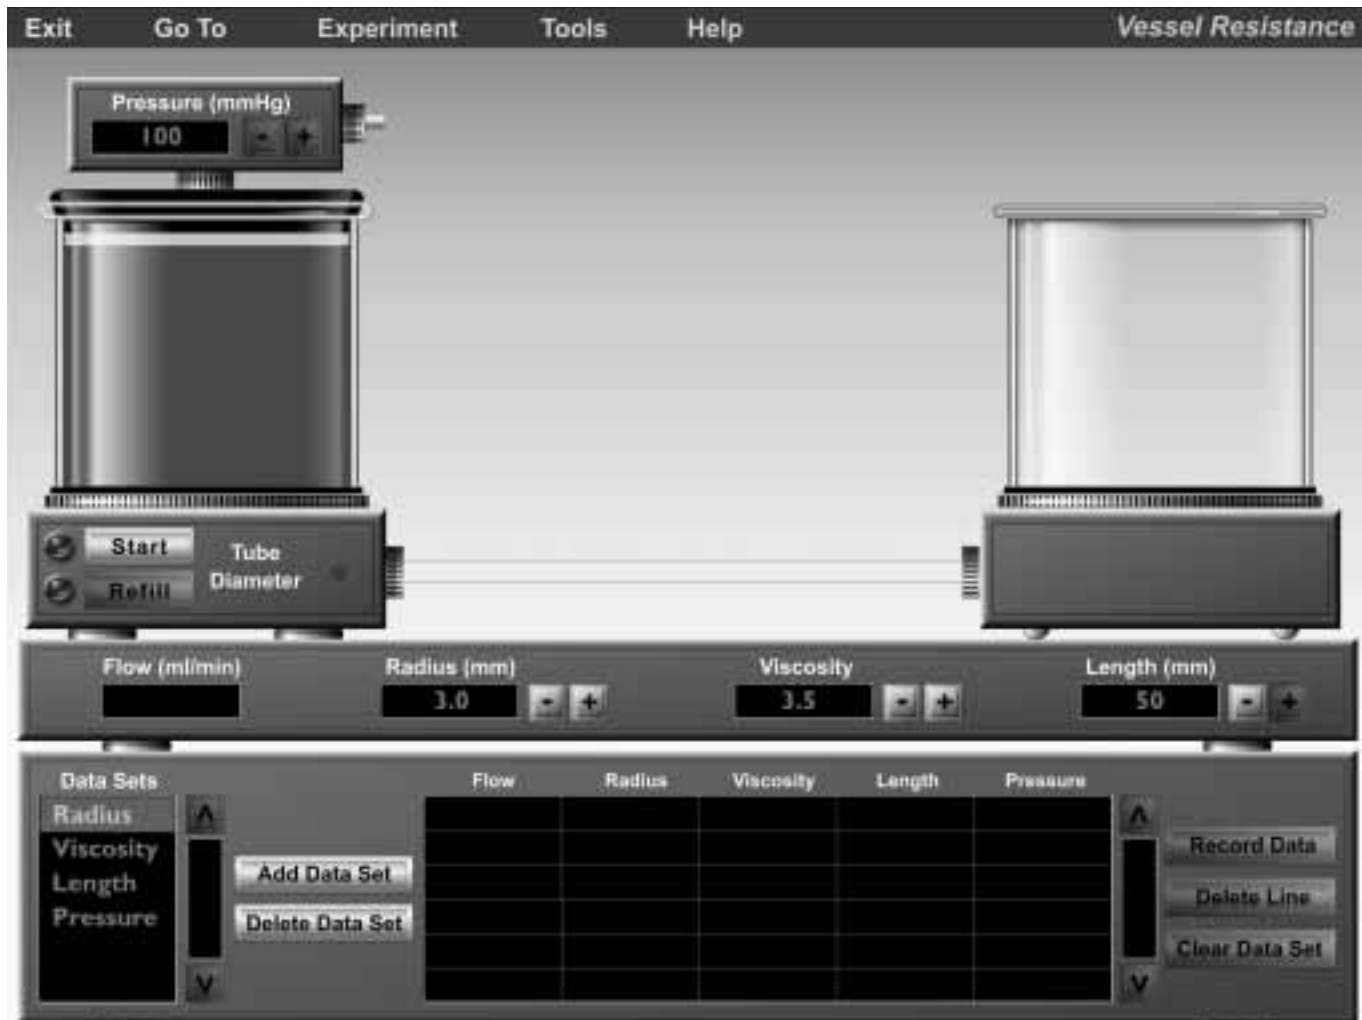 Exit Go To Experiment Tools Help Vessel Resistance
Pressure (mmHg)
100 - +
Start
Refill
Tube
Diameter
Flow (ml/min) Radius (mm) Viscosity Length (mm)
3.0 - + 3.5 - + 50 - +
Data Sets Flow Radius Viscosity Length Pressure
Radius
Viscosity
Length
Pressure
Add Data Set
Delete Data Set
Record Data
Delete Line
Clear Data Set